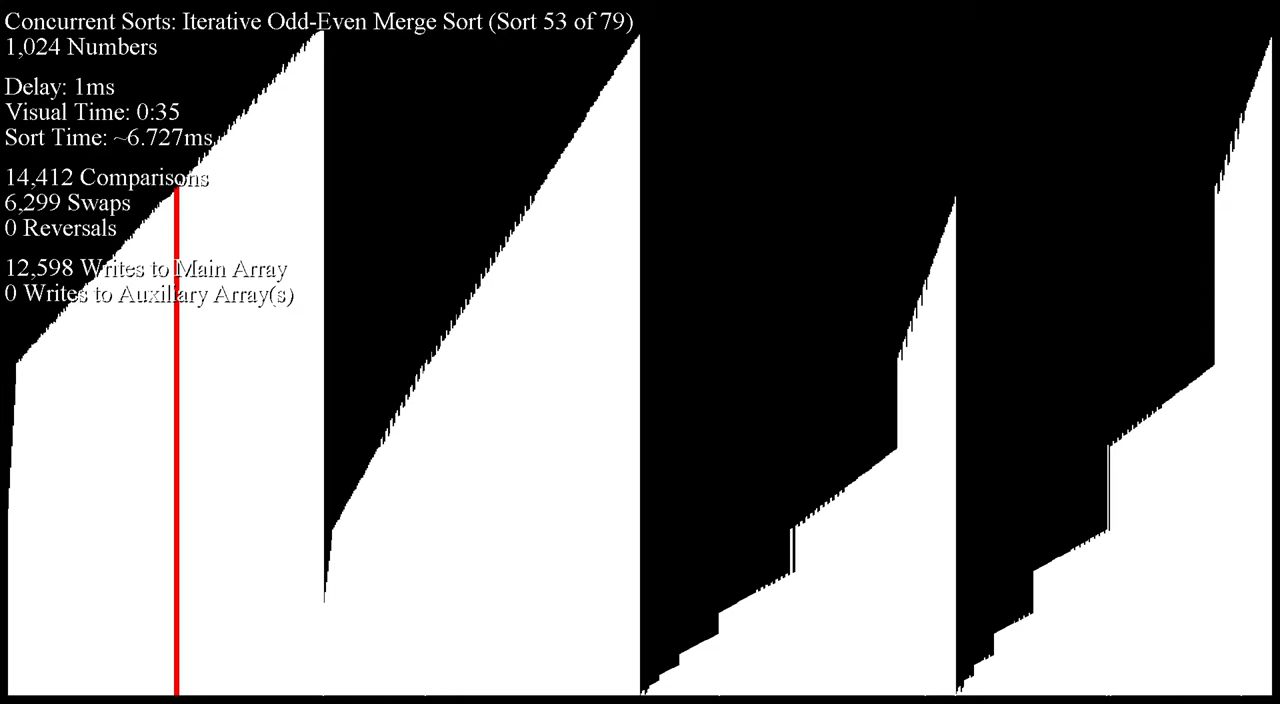 Concurrent Sorts: Iterative Odd-Even Merge Sort (Sort 53 of 79)
1,024 Numbers
Delay: 1ms
Visual Time: 0:35
Sort Time: ~6.727ms
14,412 Comparisons
6,299 Swaps
0 Reversals
12,598 Writes to Main Array
0 Writes to Auxiliary Array(s)